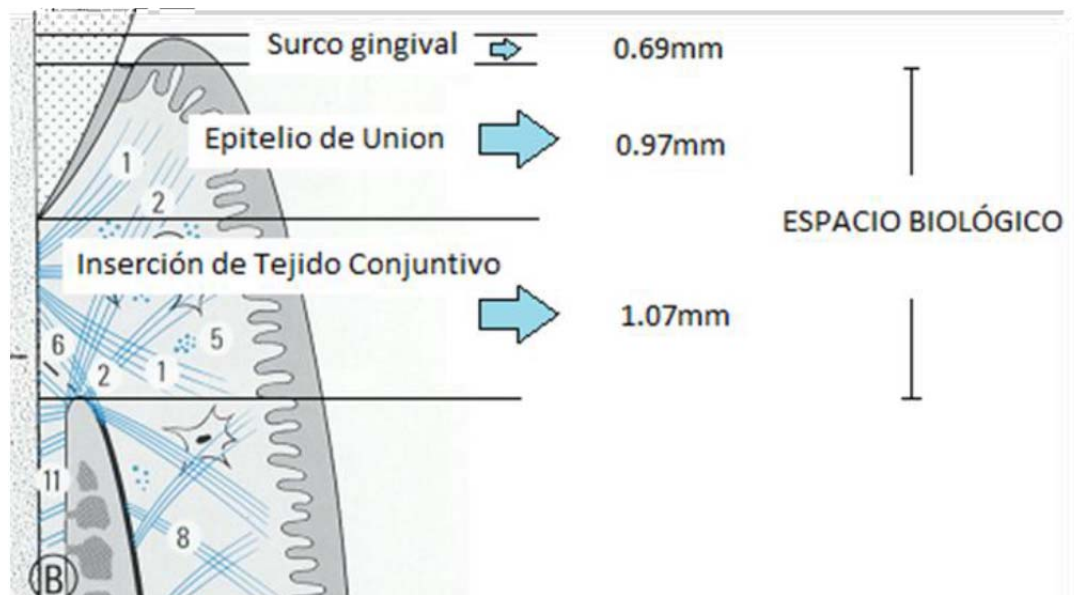 Surco gingival
0.69mm
Epitelio de Union
0.97mm
1
2
ESPACIO BIOLÓGICO
Inserción de Tejido Conjuntivo
1.07mm
6
5
2
1
11
8
B